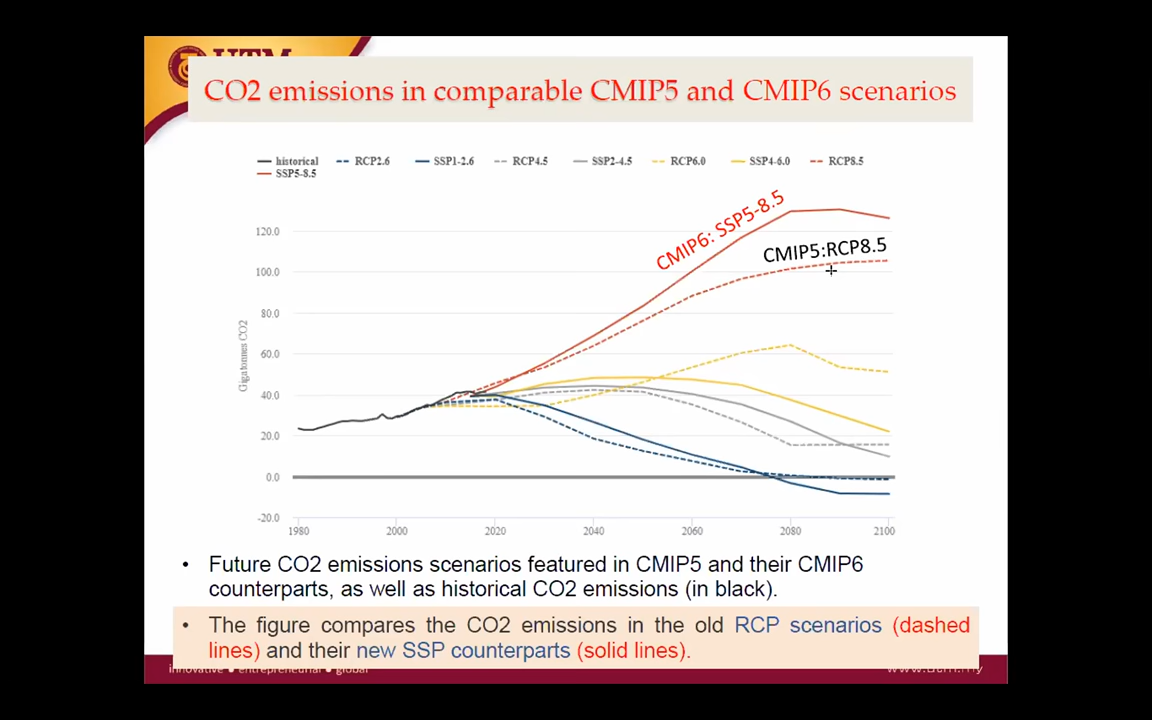 UTM
CO2 emissions in comparable CMIP5 and CMIP6 scenarios
historical RCP2.6 SSP1-2.6 RCP4.5 SSP2-4.5 RCP6.0 SSP4-6.0 RCP8.5
SSP5-8.5
CMIP6: SSP5-8.5
CMIP5:RCP8.5
Gigatonnes CO2
120.0
100.0
80.0
60.0
40.0
20.0
0.0
-20.0
1980 2000 2020 2040 2060 2080 2100
• Future CO2 emissions scenarios featured in CMIP5 and their CMIP6
counterparts, as well as historical CO2 emissions (in black).
• The figure compares the CO2 emissions in the old RCP scenarios (dashed
lines) and their new SSP counterparts (solid lines).
innovative • entrepreneurial • global
www.utm.my